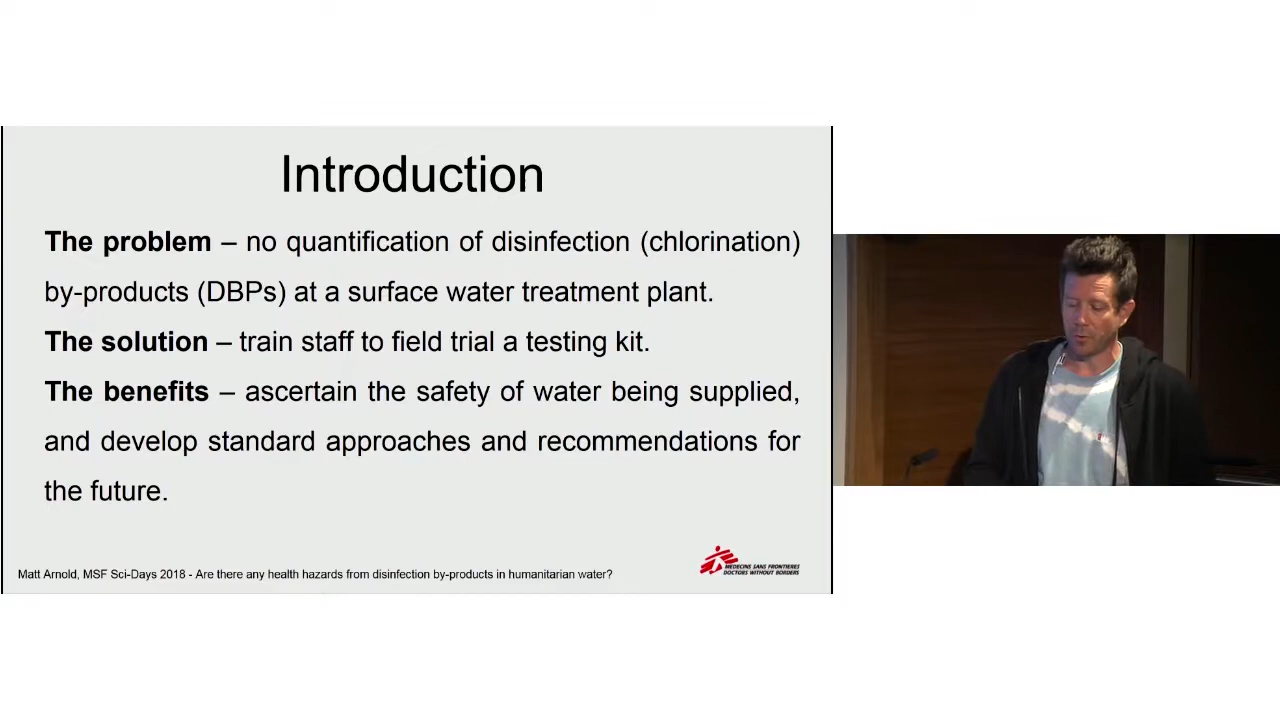 Introduction
The problem – no quantification of disinfection (chlorination)
by-products (DBPs) at a surface water treatment plant.
The solution – train staff to field trial a testing kit.
The benefits – ascertain the safety of water being supplied,
and develop standard approaches and recommendations for
the future.
Matt Arnold, MSF Sci-Days 2018 - Are there any health hazards from disinfection by-products in humanitarian water?
MEDECINS SANS FRONTIERES
DOCTORS WITHOUT BORDERS